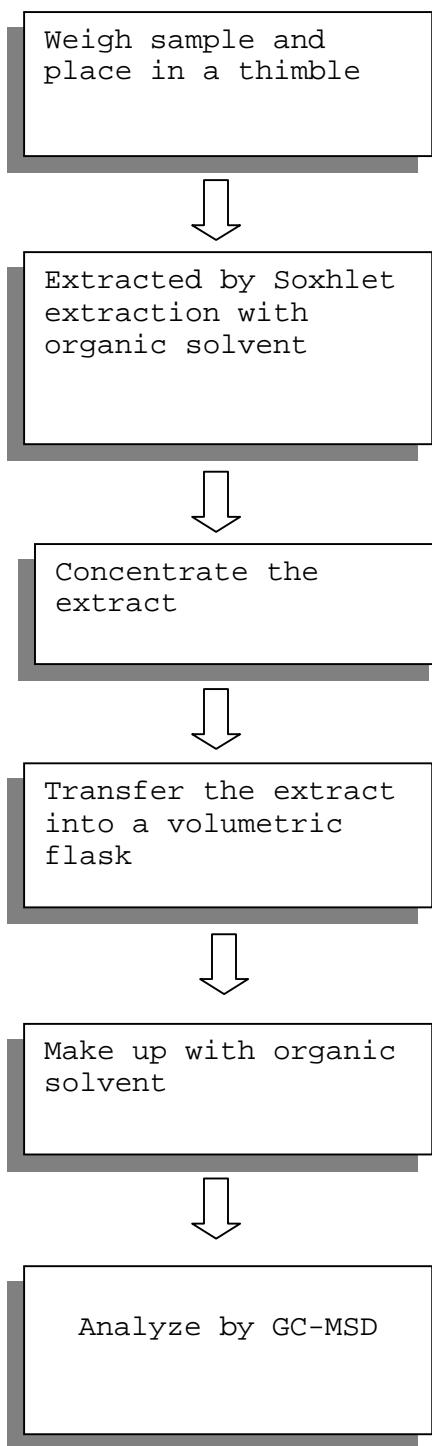 Weigh sample and
place in a thimble
Extracted by Soxhlet
extraction with
organic solvent
Concentrate the
extract
Transfer the extract
into a volumetric
flask
Make up with organic
solvent
Analyze by GC-MSD